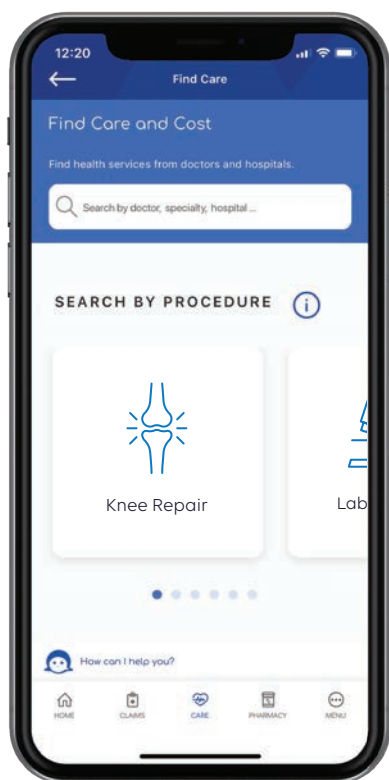 12:20
Find Care
Find Care and Cost
Find health services from doctors and hospitals.
Search by doctor, specialty, hospital ...
SEARCH BY PROCEDURE
Knee Repair
Lab
How can I help you?
HOME
CLAIMS
CARE
PHARMACY
MENU